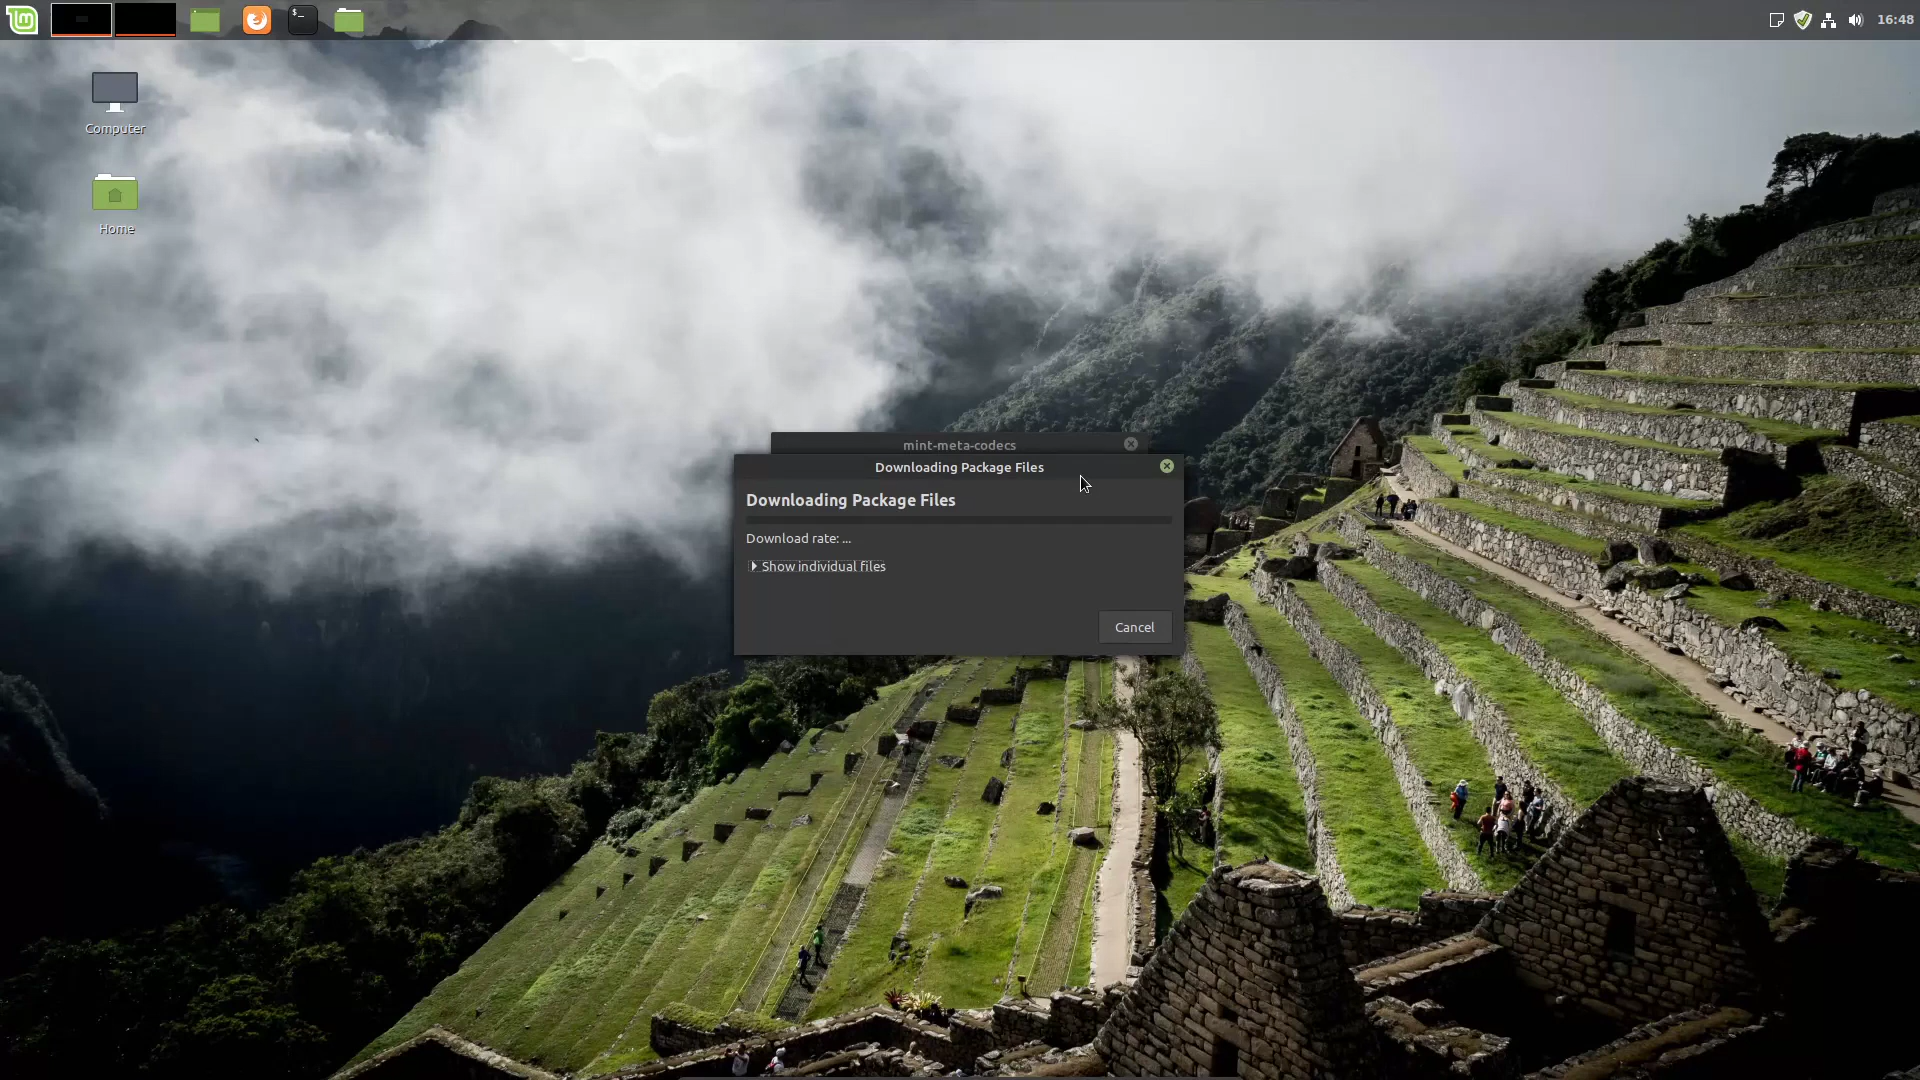 16:48
Computer
Home
mint-meta-codecs
Downloading Package Files
Downloading Package Files
Download rate: ...
Show individual files
Cancel